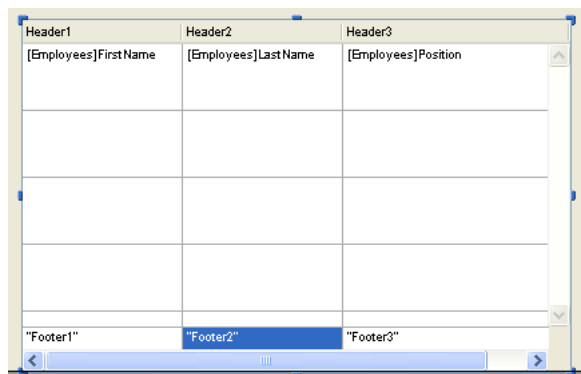 Header1 Header2 Header3
[Employees]FirstName [Employees]LastName [Employees]Position
"Footer1" "Footer2" "Footer3"